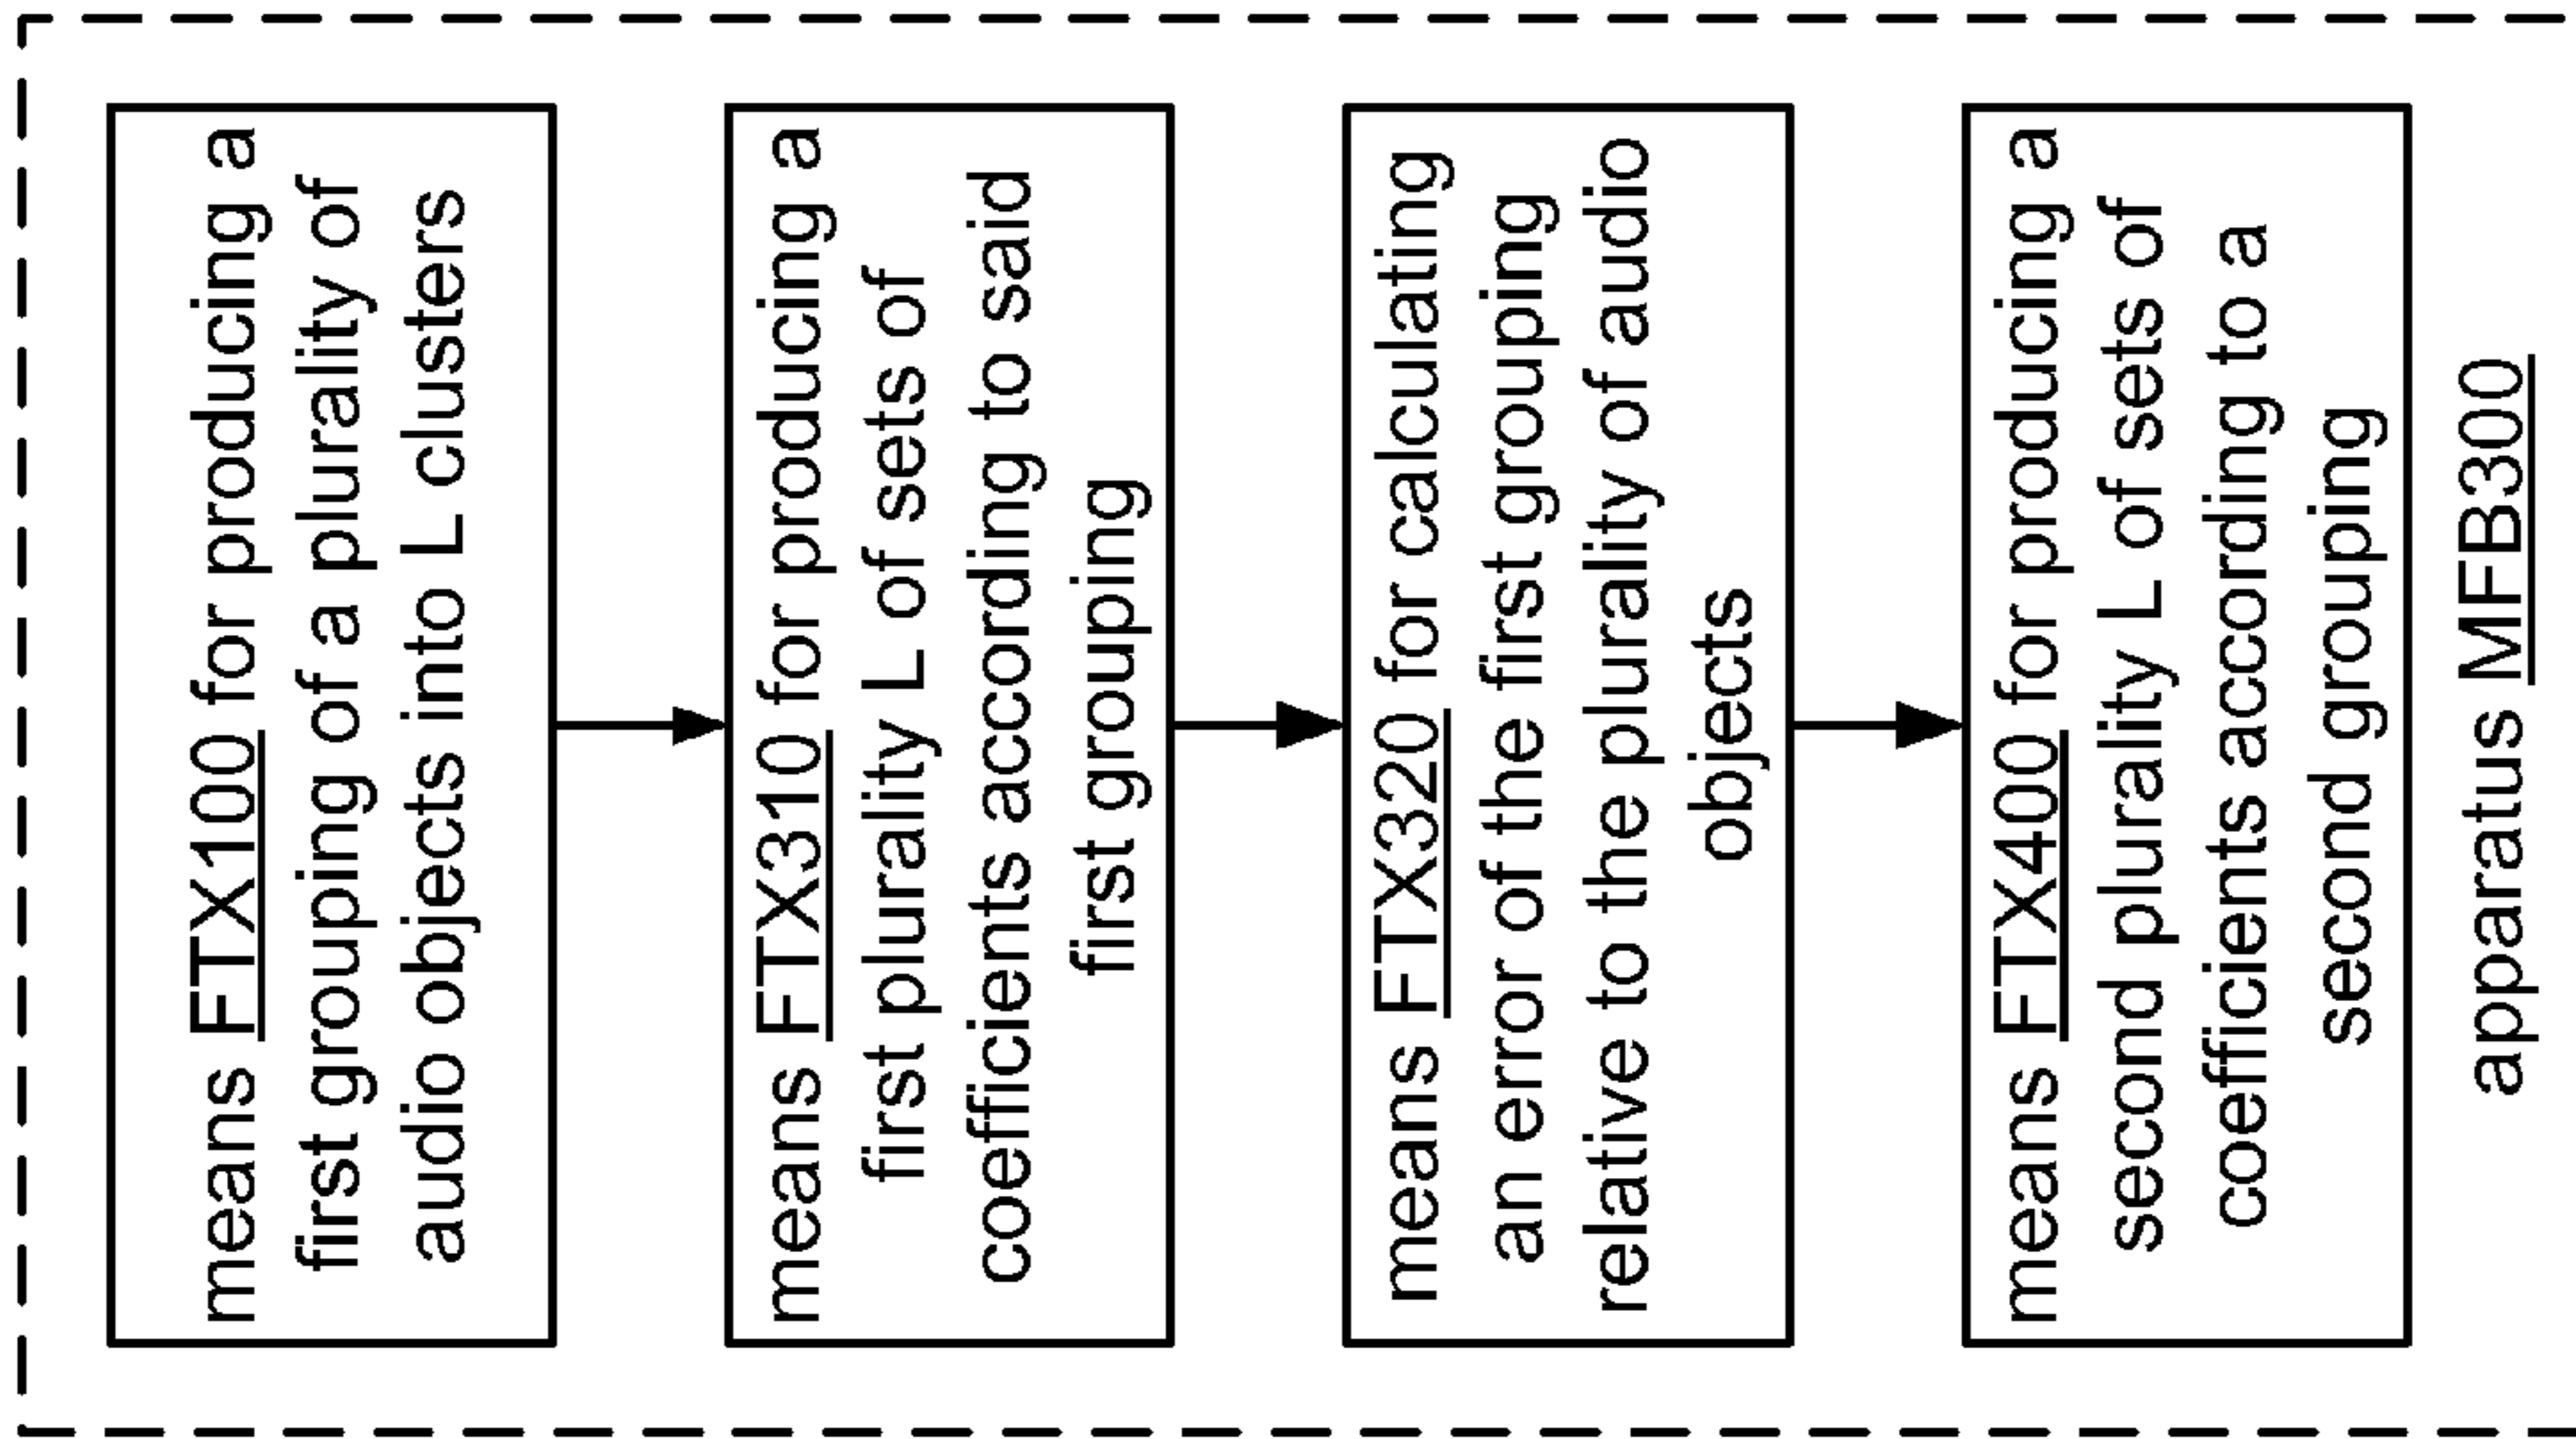 means FTX100 for producing a
first grouping of a plurality of
audio objects into L clusters
means FTX310 for producing a
first plurality L of sets of
coefficients according to said
first grouping
means FTX320 for calculating
an error of the first grouping
relative to the plurality of audio
objects
means FTX400 for producing a
second plurality L of sets of
coefficients according to a
second grouping
apparatus MFB300